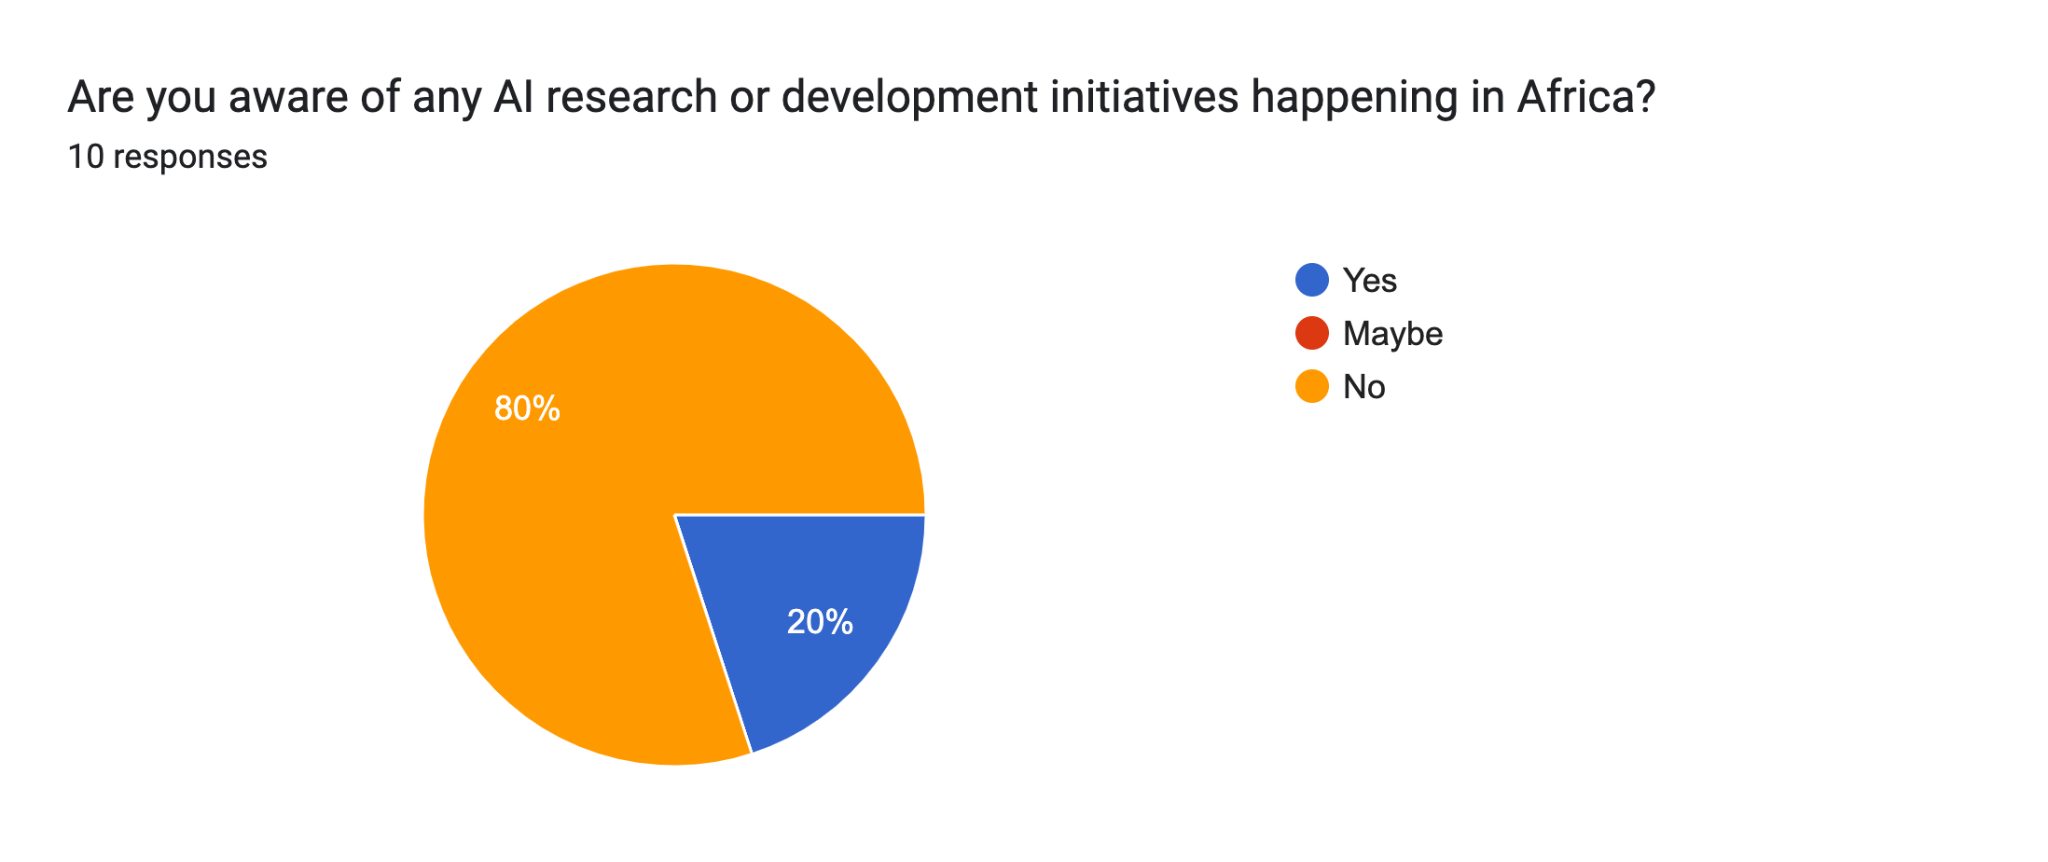 Are you aware of any AI research or development initiatives happening in Africa?
10 responses
Yes
Maybe
No
80%
20%